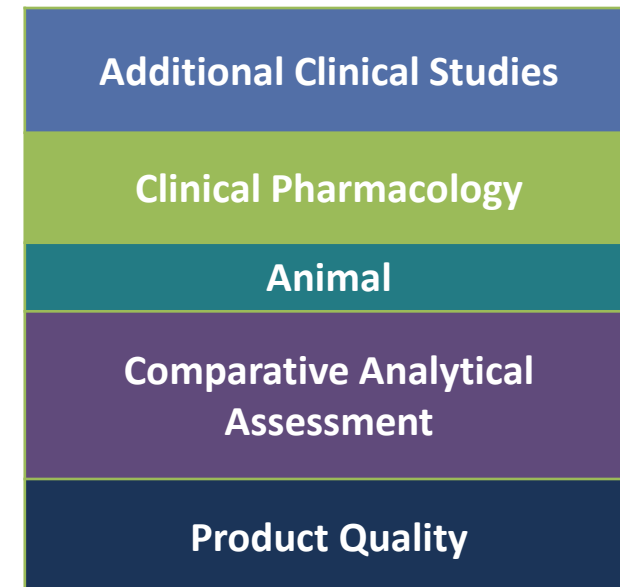 Additional Clinical Studies
Clinical Pharmacology
Animal
Comparative Analytical
Assessment
Product Quality